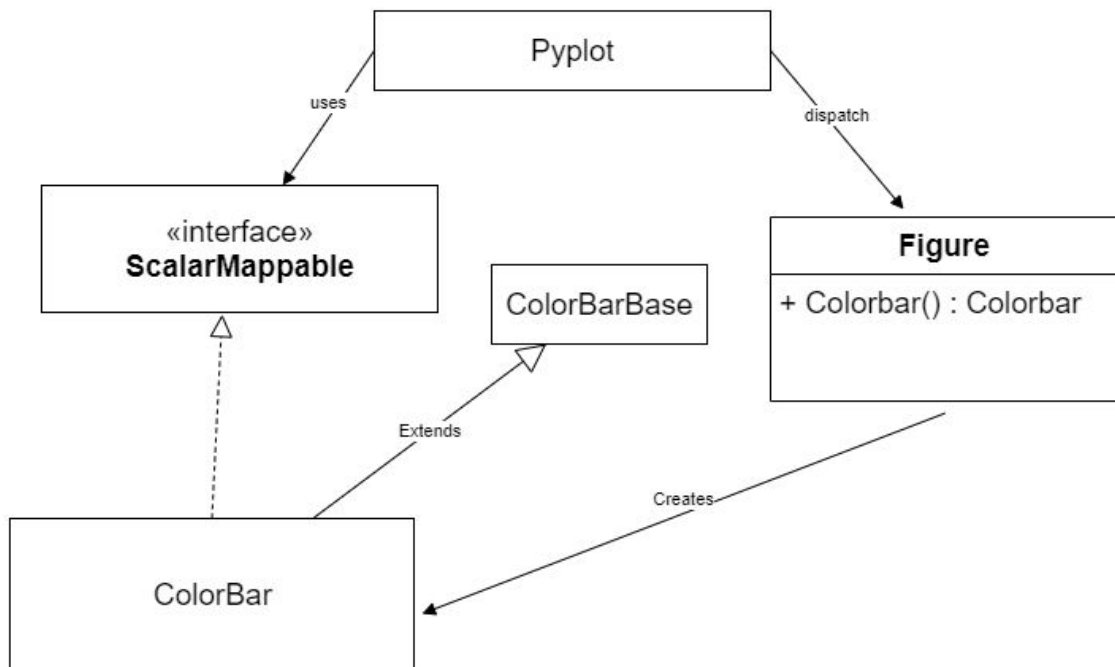 Pyplot
uses
dispatch
«interface»
ScalarMappable
Figure
ColorBarBase
+ Colorbar() : Colorbar
Extends
Creates
ColorBar